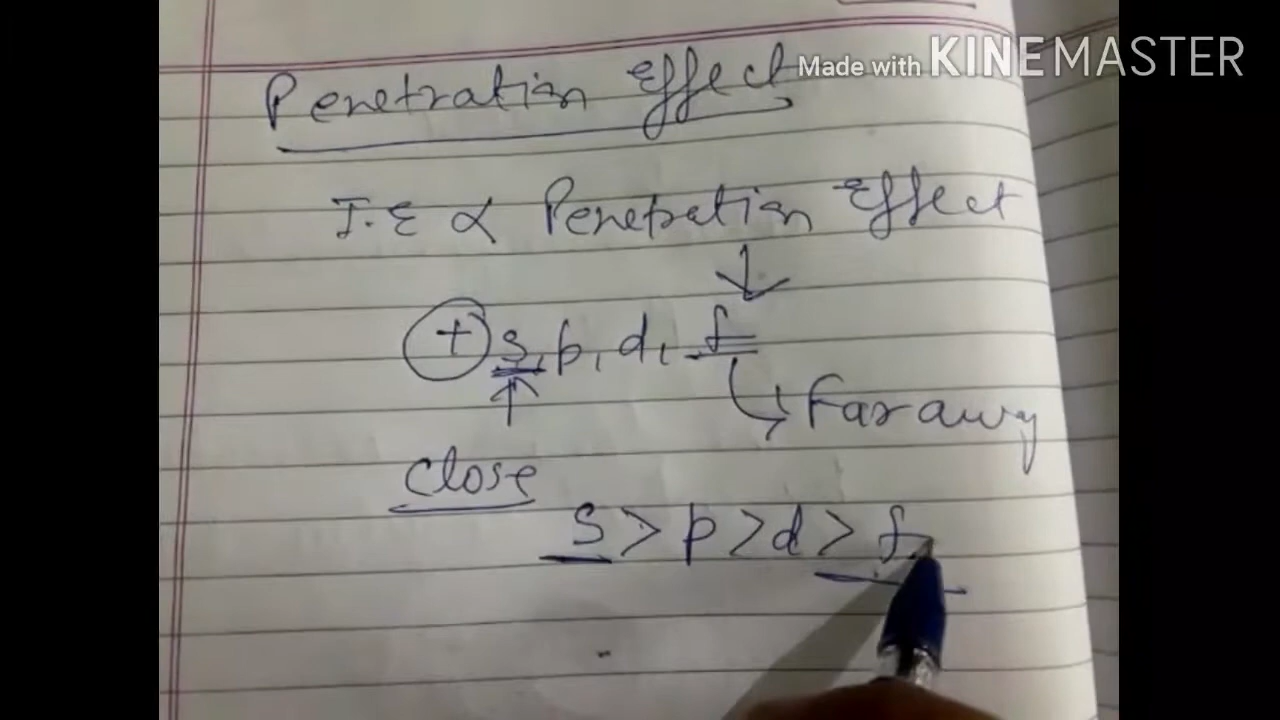 Made with KINEMASTER
Penetration Effect
I.E ∝ Penetration Effect
+ s, p, d, f
Far away
Close
S > p > d > f